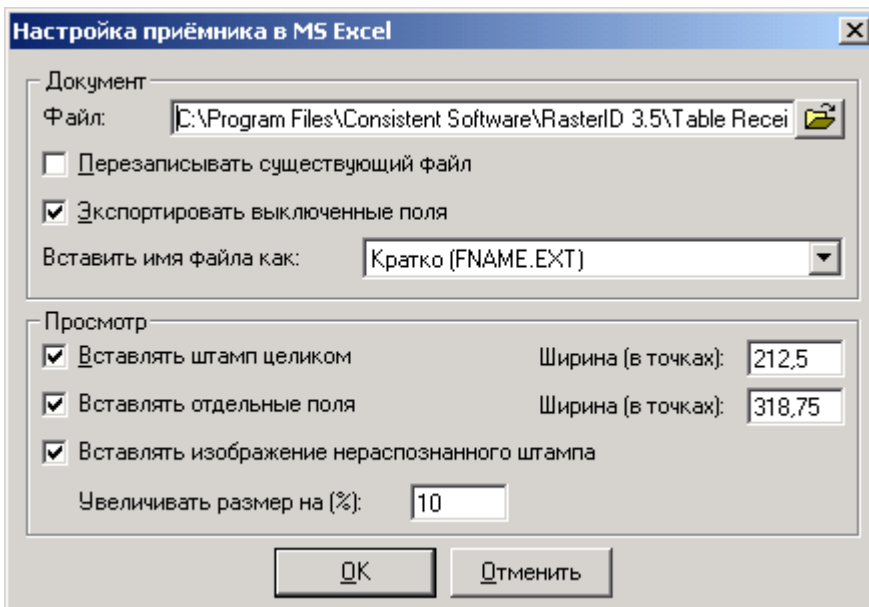 Настройка приёмника в MS Excel
Документ
Файл: C:\Program Files\Consistent Software\RasterID 3.5\Table Recei
Перезаписывать существующий файл
Экспортировать выключенные поля
Вставить имя файла как: Кратко (FNAME.EXT)
Просмотр
Вставлять штамп целиком Ширина (в точках): 212,5
Вставлять отдельные поля Ширина (в точках): 318,75
Вставлять изображение нераспознанного штампа
Увеличивать размер на (%): 10
OK Отменить